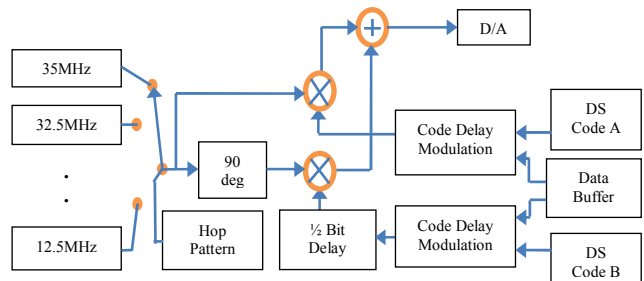 D/A
35MHz
32.5MHz
.
.
12.5MHz
90
deg
Hop
Pattern
½ Bit
Delay
Code Delay
Modulation
Code Delay
Modulation
DS
Code A
Data
Buffer
DS
Code B